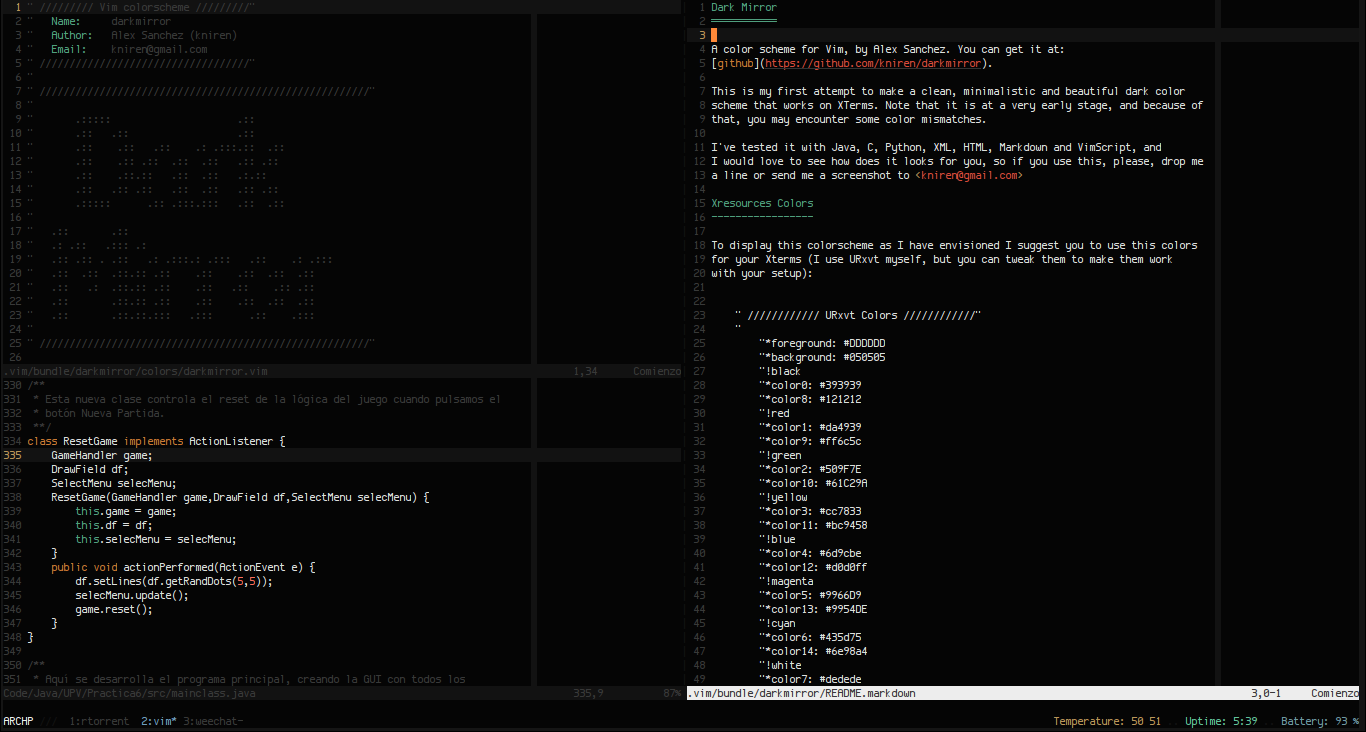 1 " ///////// Vim colorscheme /////////"
2 "   Name:     darkmirror
3 "   Author:   Alex Sanchez (kniren)
4 "   Email:    kniren@gmail.com
5 " ///////////////////////////////////"
6 "
7 " ///////////////////////////////////////////////////////"
8 "
9 "       .:::::                     .::
10 "       .::   .::                  .::
11 "       .::    .::   .::    .: .:::.::  .::
12 "       .::    .:: .::  .::  .::   .:: .::
13 "       .::    .::.::   .::  .::   .:.::
14 "       .::   .:: .::   .::  .::   .:: .::
15 "       .:::::      .:: .:::.:::   .::  .::
16 "
17 "   .::       .::
18 "   .: .::   .::: .:
19 "   .:: .:: . .::   .: .:::.: .:::   .::    .: .:::
20 "   .::  .::  .::.:: .::     .::   .::  .::  .::
21 "   .::   .:  .::.:: .::     .::  .::    .:: .::
22 "   .::       .::.:: .::     .::   .::  .::  .::
23 "   .::       .::.::.:::   .:::      .::    .:::
24 "
25 " ///////////////////////////////////////////////////////"
26
.vim/bundle/darkmirror/colors/darkmirror.vim 1,34 Comienzo
330 /**
331  * Esta nueva clase controla el reset de la lógica del juego cuando pulsamos el
332  * botón Nueva Partida.
333  **/
334 class ResetGame implements ActionListener {
335     GameHandler game;
336     DrawField df;
337     SelectMenu selecMenu;
338     ResetGame(GameHandler game,DrawField df,SelectMenu selecMenu) {
339         this.game = game;
340         this.df = df;
341         this.selecMenu = selecMenu;
342     }
343     public void actionPerformed(ActionEvent e) {
344         df.setLines(df.getRandDots(5,5));
345         selecMenu.update();
346         game.reset();
347     }
348 }
349
350 /**
351  * Aqui se desarrolla el programa principal, creando la GUI con todos los
Code/Java/UPV/Practica6/src/mainclass.java 335,9 87%
1 Dark Mirror
2 ===========
3
4 A color scheme for Vim, by Alex Sanchez. You can get it at:
5 [github](https://github.com/kniren/darkmirror).
6
7 This is my first attempt to make a clean, minimalistic and beautiful dark color
8 scheme that works on XTerms. Note that it is at a very early stage, and because of
9 that, you may encounter some color mismatches.
10
11 I've tested it with Java, C, Python, XML, HTML, Markdown and VimScript, and
12 I would love to see how does it looks for you, so if you use this, please, drop me
13 a line or send me a screenshot to <kniren@gmail.com>
14
15 Xresources Colors
16 -----------------
17
18 To display this colorscheme as I have envisioned I suggest you to use this colors
19 for your Xterms (I use URxvt myself, but you can tweak them to make them work
20 with your setup):
21
22
23     " //////////// URxvt Colors ////////////"
24     "
25         "*foreground: #DDDDDD
26         "*background: #050505
27         "!black
28         "*color0: #393939
29         "*color8: #121212
30         "!red
31         "*color1: #da4939
32         "*color9: #ff6c5c
33         "!green
34         "*color2: #509F7E
35         "*color10: #61C29A
36         "!yellow
37         "*color3: #cc7833
38         "*color11: #bc9458
39         "!blue
40         "*color4: #6d9cbe
41         "*color12: #d0d0ff
42         "!magenta
43         "*color5: #9966D9
44         "*color13: #9954DE
45         "!cyan
46         "*color6: #435d75
47         "*color14: #6e98a4
48         "!white
49         "*color7: #dedede
.vim/bundle/darkmirror/README.markdown 3,0-1 Comienzo
ARCHP /// 1:rtorrent 2:vim* 3:weechat- Temperature: 50 51 .. Uptime: 5:39 .. Battery: 93 %